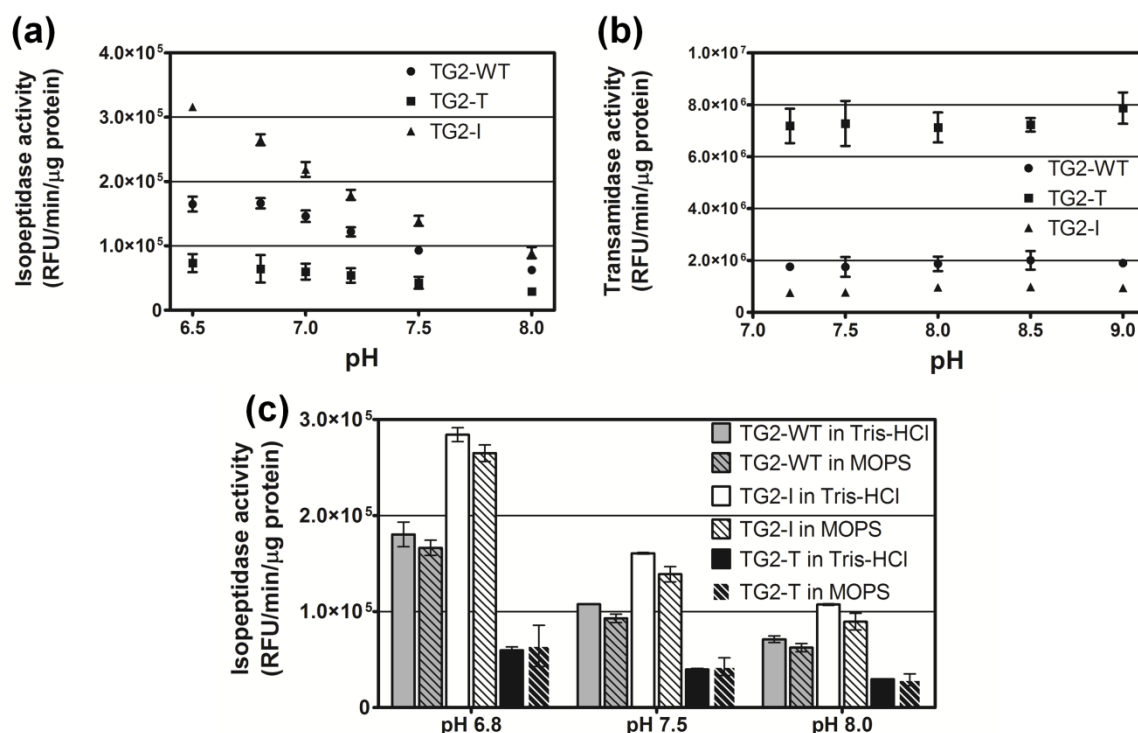 (a)
Isopeptidase activity
(RFU/min/μg protein)
4.0×10⁵
3.0×10⁵
2.0×10⁵
1.0×10⁵
0
TG2-WT
TG2-T
TG2-I
6.5 7.0 7.5 8.0
pH
(b)
Transamidase activity
(RFU/min/μg protein)
1.0×10⁷
8.0×10⁶
6.0×10⁶
4.0×10⁶
2.0×10⁶
0
TG2-WT
TG2-T
TG2-I
7.0 7.5 8.0 8.5 9.0
pH
(c)
Isopeptidase activity
(RFU/min/μg protein)
3.0×10⁵
2.0×10⁵
1.0×10⁵
0
TG2-WT in Tris-HCl
TG2-WT in MOPS
TG2-I in Tris-HCl
TG2-I in MOPS
TG2-T in Tris-HCl
TG2-T in MOPS
pH 6.8 pH 7.5 pH 8.0